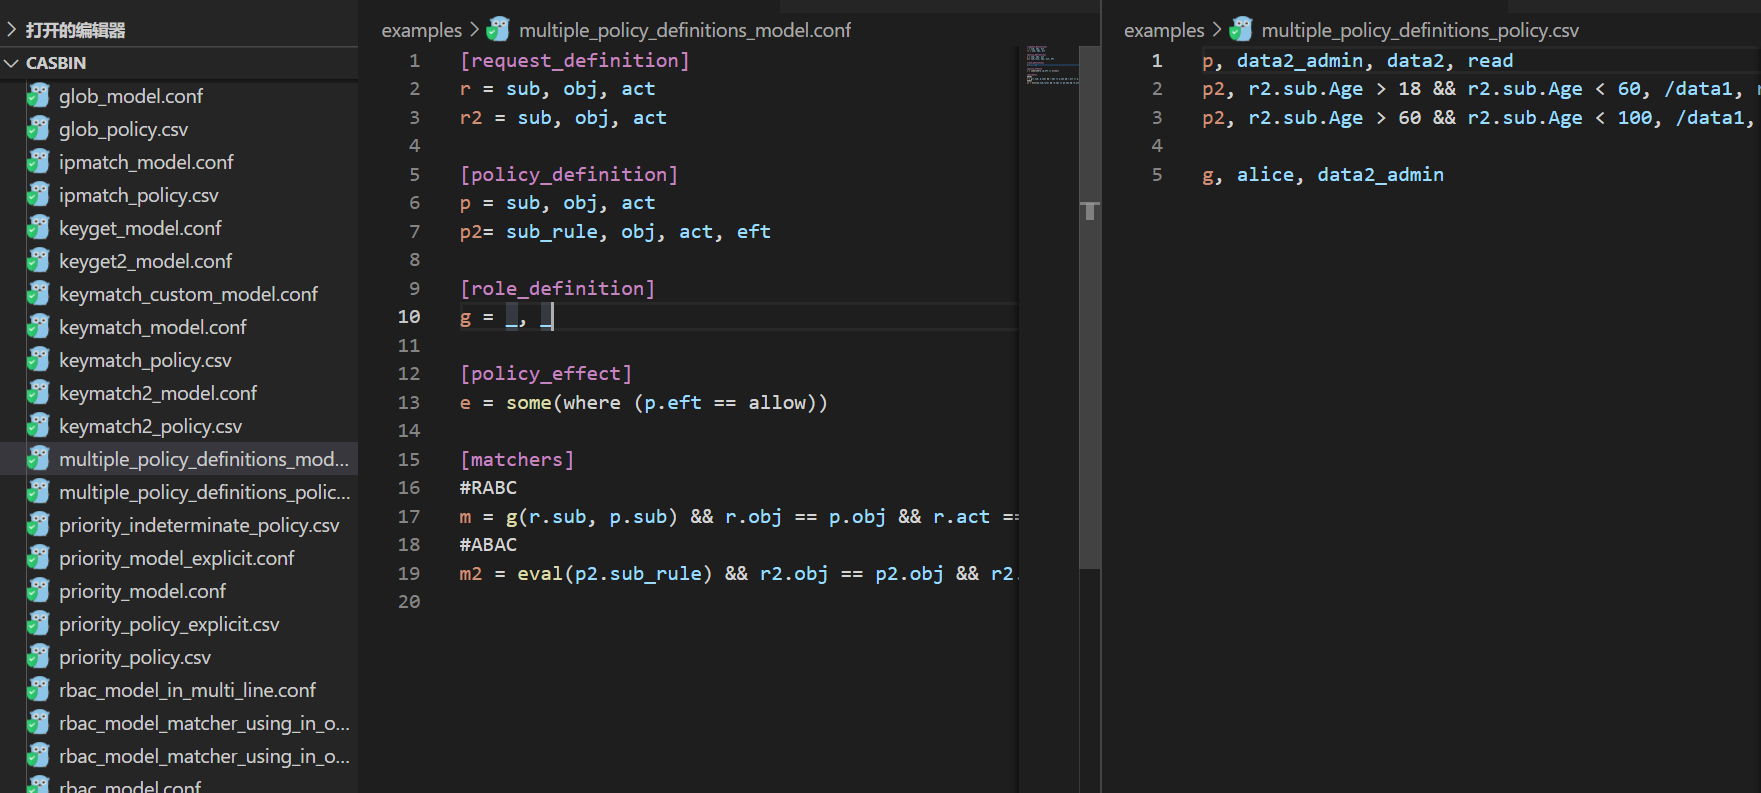 打开的编辑器
CASBIN
glob_model.conf
glob_policy.csv
ipmatch_model.conf
ipmatch_policy.csv
keyget_model.conf
keyget2_model.conf
keymatch_custom_model.conf
keymatch_model.conf
keymatch_policy.csv
keymatch2_model.conf
keymatch2_policy.csv
multiple_policy_definitions_mod...
multiple_policy_definitions_polic...
priority_indeterminate_policy.csv
priority_model_explicit.conf
priority_model.conf
priority_policy_explicit.csv
priority_policy.csv
rbac_model_in_multi_line.conf
rbac_model_matcher_using_in_o...
rbac_model_matcher_using_in_o...
rbac_model.conf
examples > multiple_policy_definitions_model.conf
1 [request_definition]
2 r = sub, obj, act
3 r2 = sub, obj, act
4
5 [policy_definition]
6 p = sub, obj, act
7 p2= sub_rule, obj, act, eft
8
9 [role_definition]
10 g = _, _
11
12 [policy_effect]
13 e = some(where (p.eft == allow))
14
15 [matchers]
16 #RABC
17 m = g(r.sub, p.sub) && r.obj == p.obj && r.act ==
18 #ABAC
19 m2 = eval(p2.sub_rule) && r2.obj == p2.obj && r2.
20
examples > multiple_policy_definitions_policy.csv
1 p, data2_admin, data2, read
2 p2, r2.sub.Age > 18 && r2.sub.Age < 60, /data1,
3 p2, r2.sub.Age > 60 && r2.sub.Age < 100, /data1,
4
5 g, alice, data2_admin